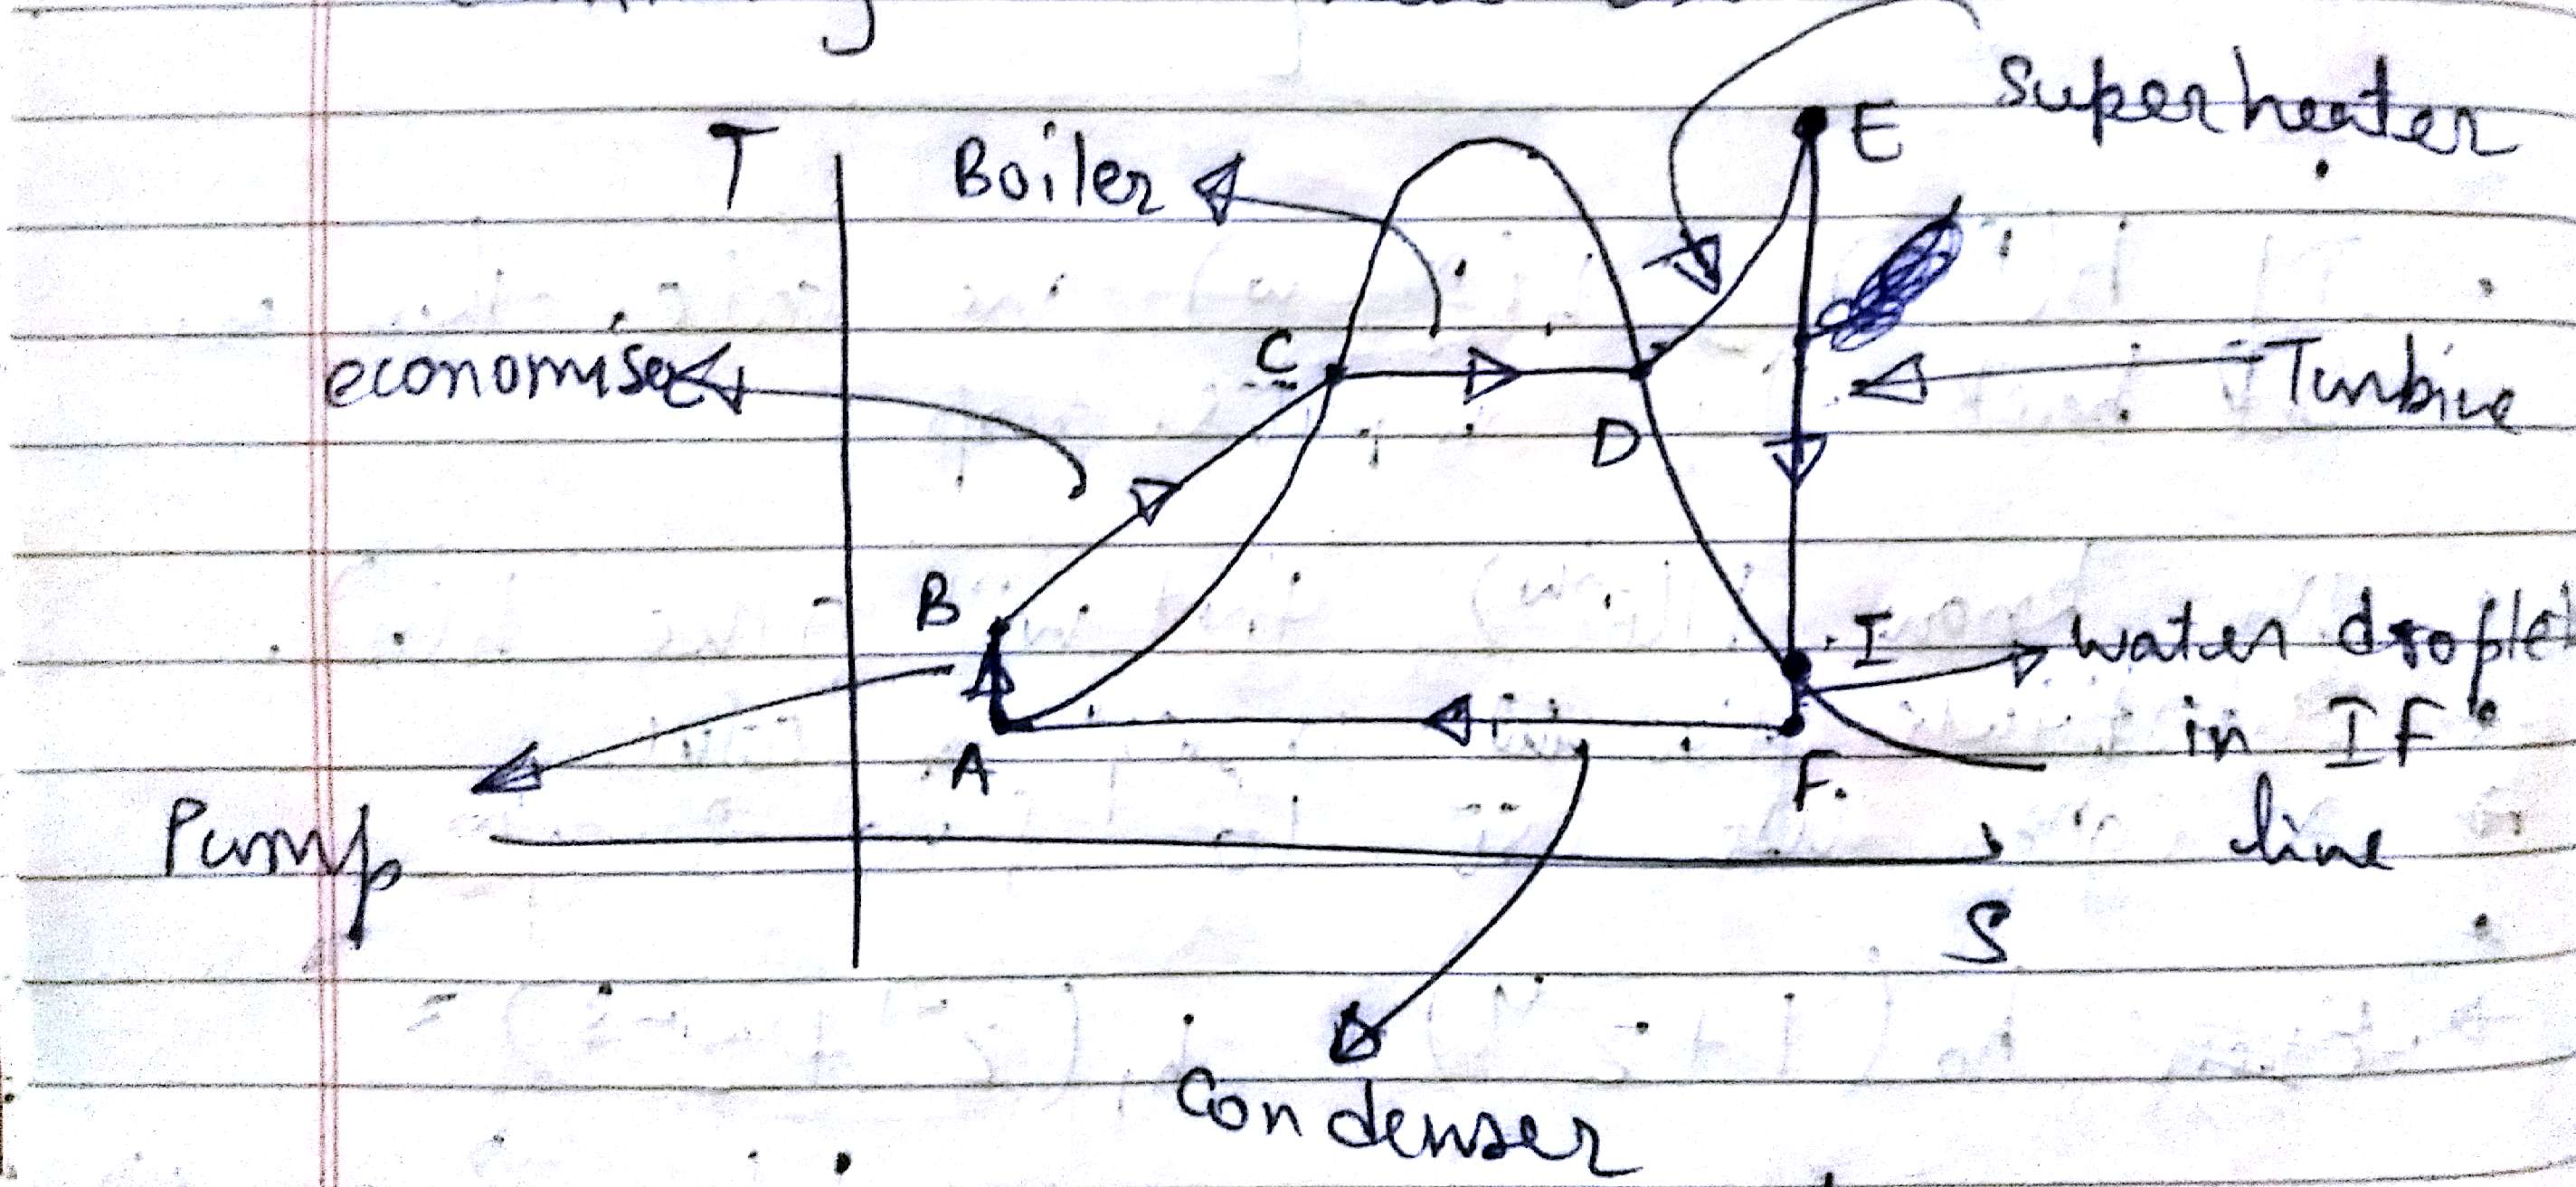 T
Boiler
E
Superheater
economiser
C
D
Turbine
B
I
water droplet
in IF
line
A
F.
Pump
S
Condenser